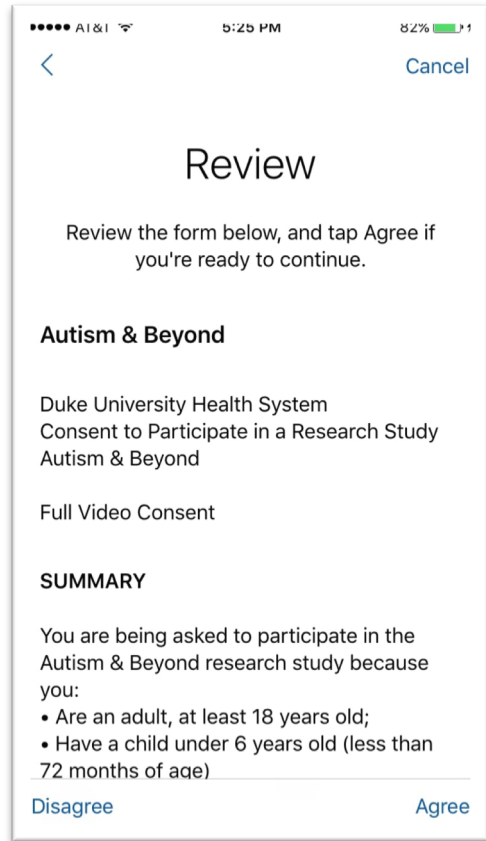 AT&T 5:25 PM 82%
Cancel
Review
Review the form below, and tap Agree if
you're ready to continue.
Autism & Beyond
Duke University Health System
Consent to Participate in a Research Study
Autism & Beyond
Full Video Consent
SUMMARY
You are being asked to participate in the
Autism & Beyond research study because
you:
• Are an adult, at least 18 years old;
• Have a child under 6 years old (less than
72 months of age)
Disagree Agree